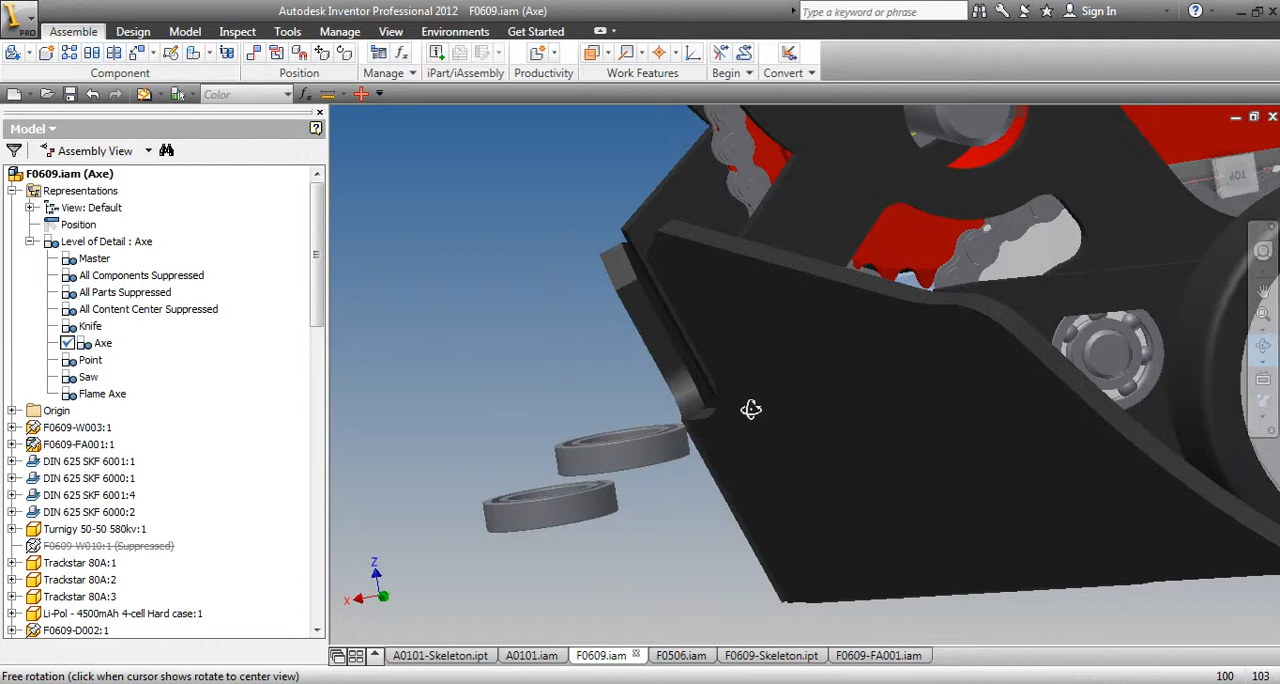 Autodesk Inventor Professional 2012 F0609.iam (Axe)
Type a keyword or phrase
Sign In
PRO
Assemble Design Model Inspect Tools Manage View Environments Get Started
Component
Position
Manage
iPart/iAssembly
Productivity
Work Features
Begin
Convert
Color
Model
Assembly View
F0609.iam (Axe)
Representations
View: Default
Position
Level of Detail : Axe
Master
All Components Suppressed
All Parts Suppressed
All Content Center Suppressed
Knife
Axe
Point
Saw
Flame Axe
Origin
F0609-W003:1
F0609-FA001:1
DIN 625 SKF 6001:1
DIN 625 SKF 6000:1
DIN 625 SKF 6001:4
DIN 625 SKF 6000:2
Turnigy 50-50 580kv:1
F0609-W010:1 (Suppressed)
Trackstar 80A:1
Trackstar 80A:2
Trackstar 80A:3
Li-Pol - 4500mAh 4-cell Hard case:1
F0609-D002:1
TOP
Z
X
A0101-Skeleton.ipt A0101.iam F0609.iam F0506.iam F0609-Skeleton.ipt F0609-FA001.iam
Free rotation (click when cursor shows rotate to center view)
100 103